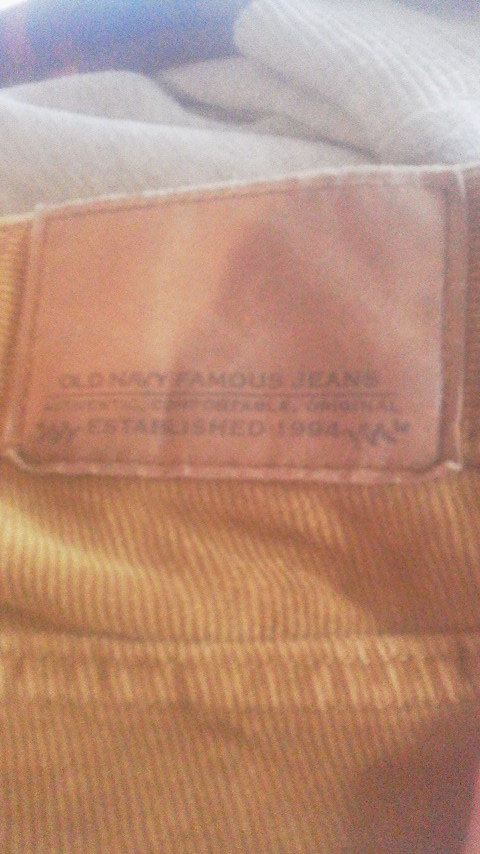 OLD NAVY FAMOUS JEANS
AUTHENTIC, COMFORTABLE, ORIGINAL
ESTABLISHED 1994